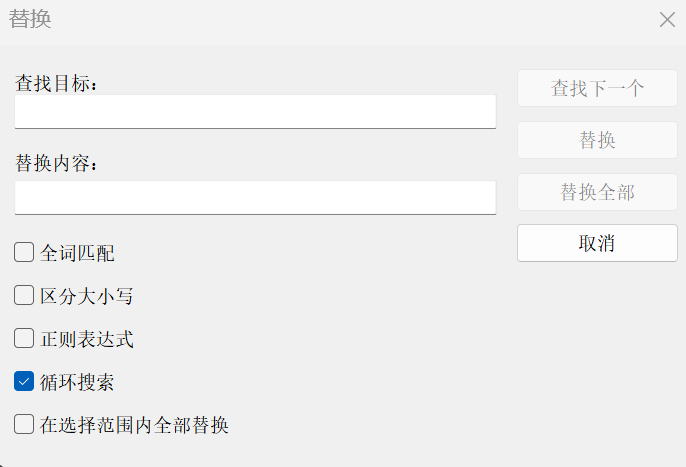 替换
查找目标：
查找下一个
替换
替换内容：
替换全部
取消
全词匹配
区分大小写
正则表达式
循环搜索
在选择范围内全部替换